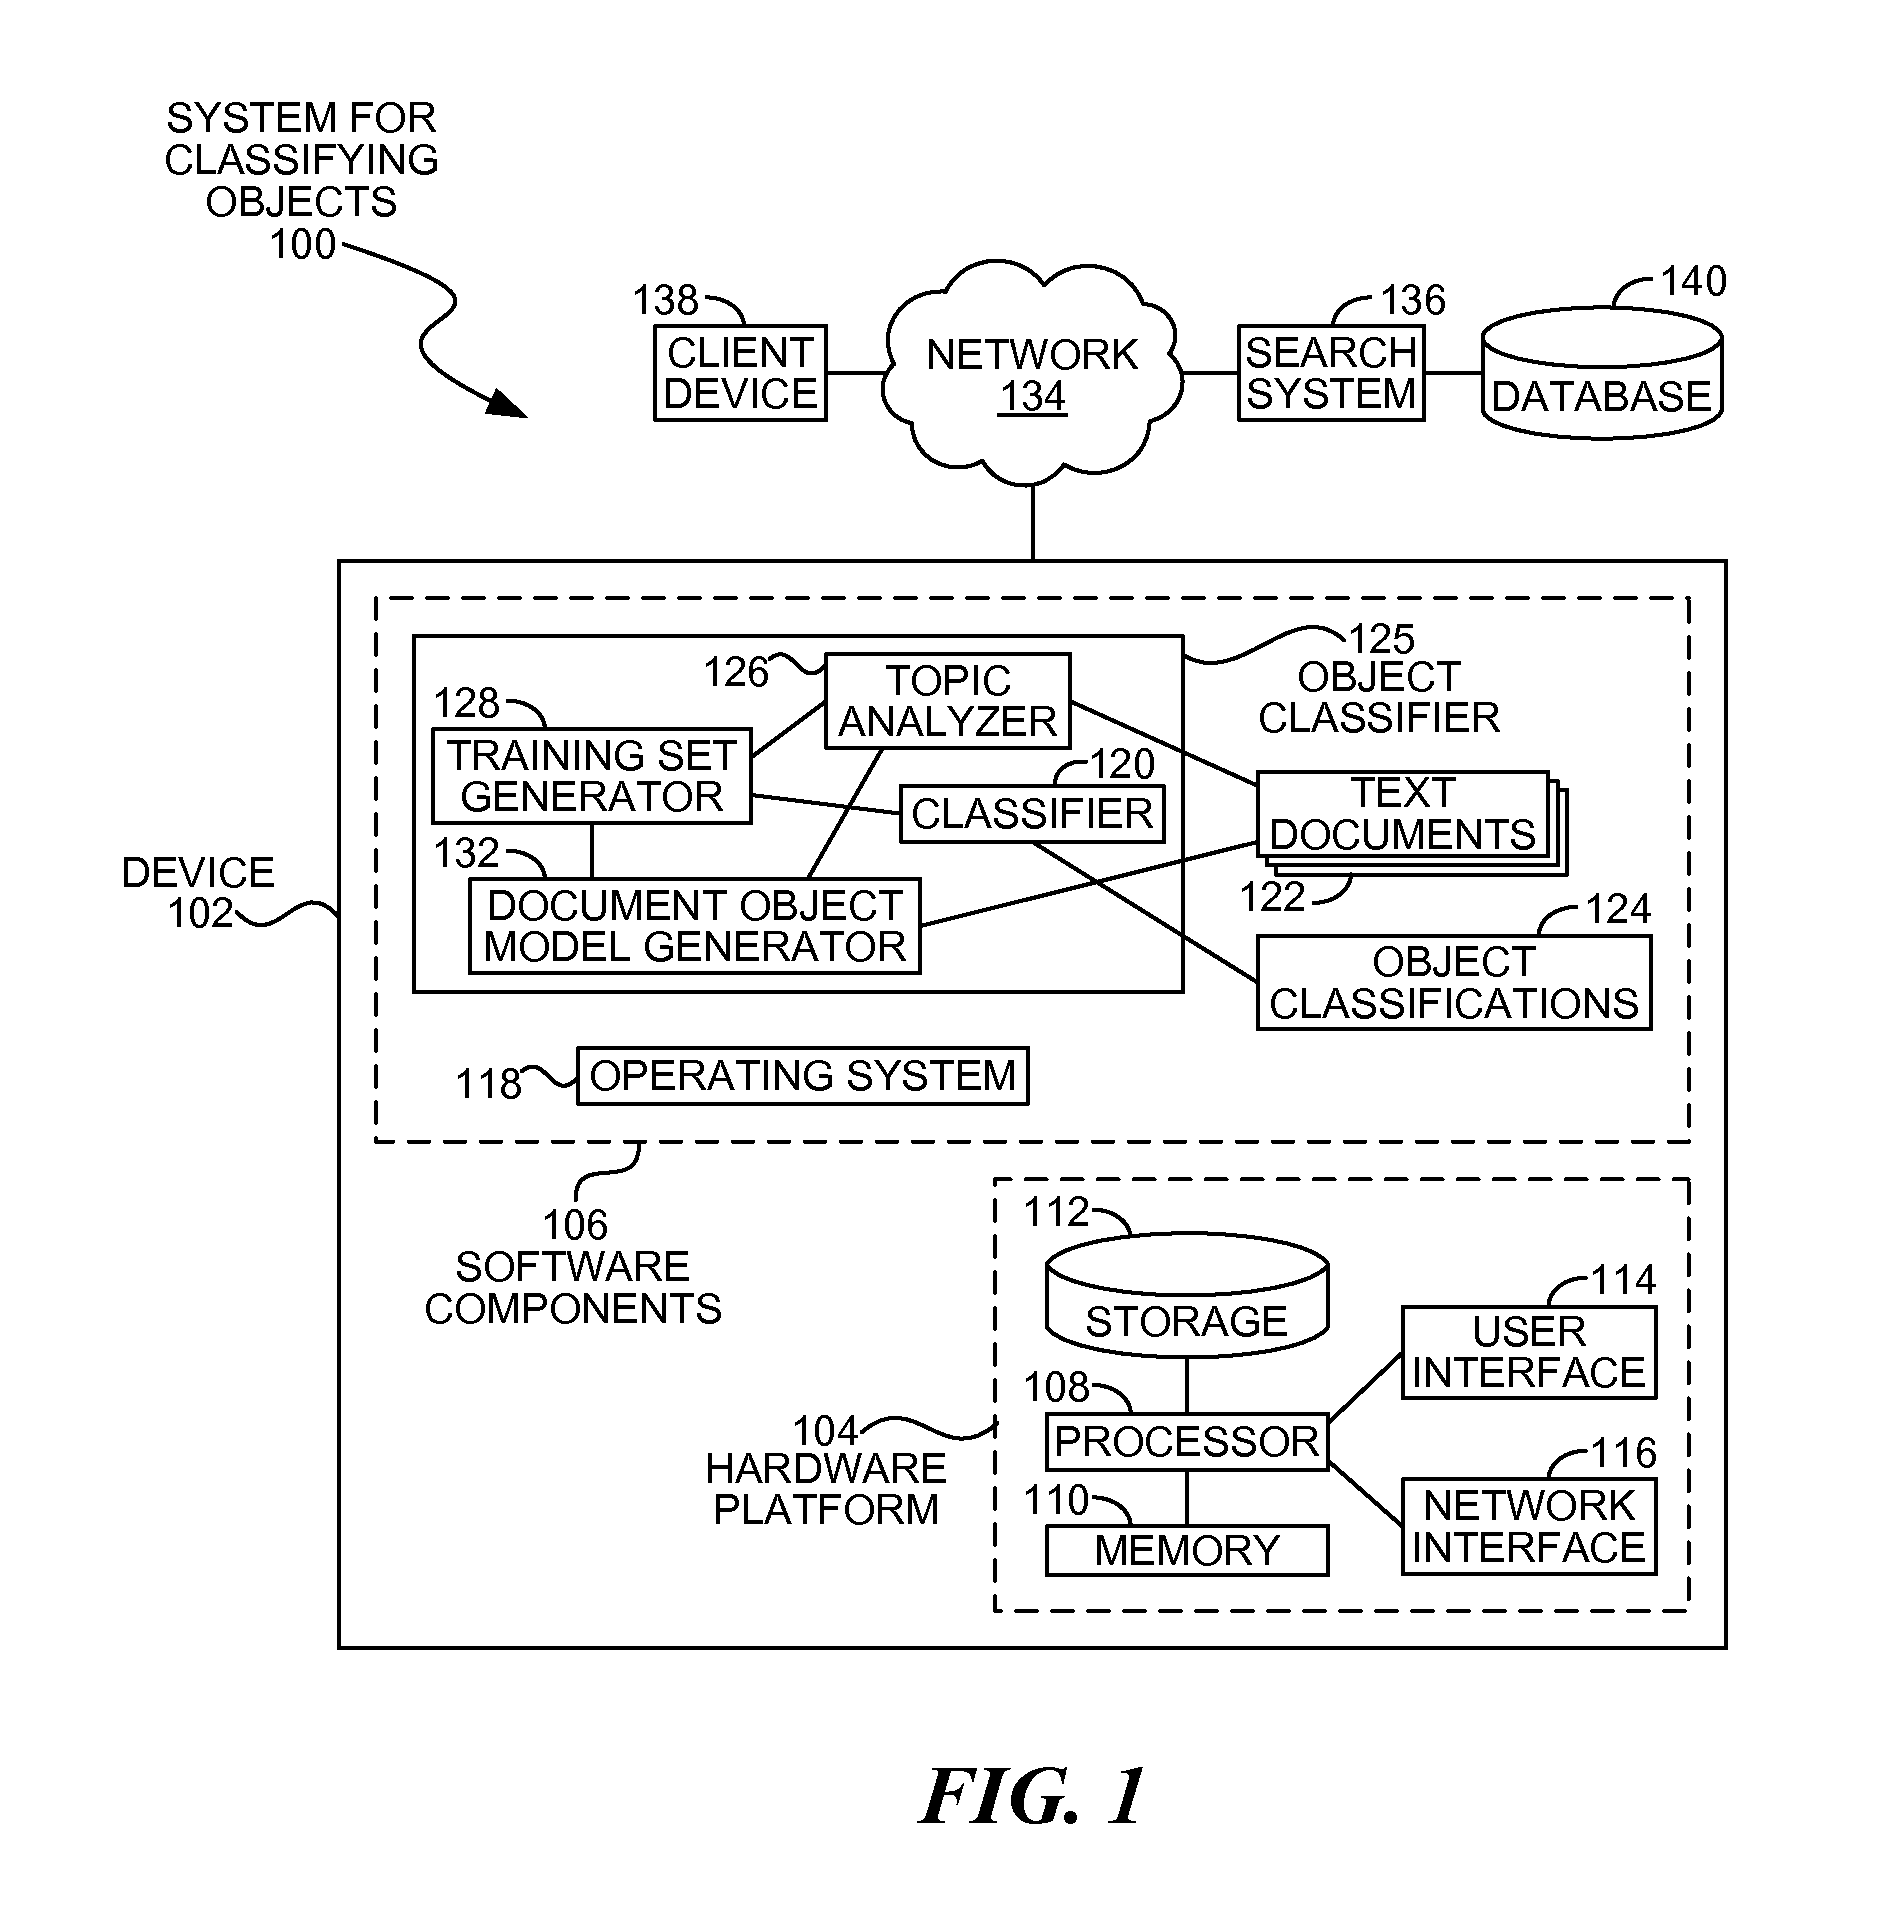 SYSTEM FOR
CLASSIFYING
OBJECTS
100
138
CLIENT
DEVICE
NETWORK
134
136
SEARCH
SYSTEM
140
DATABASE
125
OBJECT
CLASSIFIER
126
TOPIC
ANALYZER
128
TRAINING SET
GENERATOR
120
CLASSIFIER
TEXT
DOCUMENTS
122
132
DOCUMENT OBJECT
MODEL GENERATOR
DEVICE
102
124
OBJECT
CLASSIFICATIONS
118
OPERATING SYSTEM
106
SOFTWARE
COMPONENTS
112
STORAGE
114
USER
INTERFACE
108
PROCESSOR
104
HARDWARE
PLATFORM
110
MEMORY
116
NETWORK
INTERFACE
FIG. 1